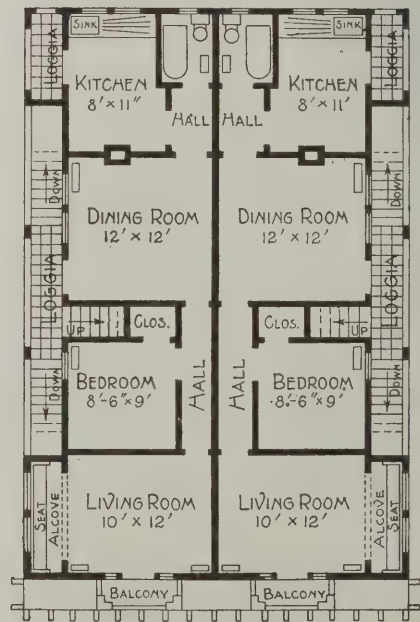 SINK
SINK
LOGGIA
LOGGIA
KITCHEN
8' × 11"
KITCHEN
8' × 11'
HALL
HALL
DOWN
DOWN
DINING ROOM
12' × 12'
DINING ROOM
12' × 12'
LOGGIA
LOGGIA
UP
CLOS.
CLOS.
UP
DOWN
DOWN
BEDROOM
8'-6" × 9'
HALL
HALL
BEDROOM
8'-6" × 9'
SEAT
ALCOVE
LIVING ROOM
10' × 12'
LIVING ROOM
10' × 12'
ALCOVE
SEAT
BALCONY
BALCONY